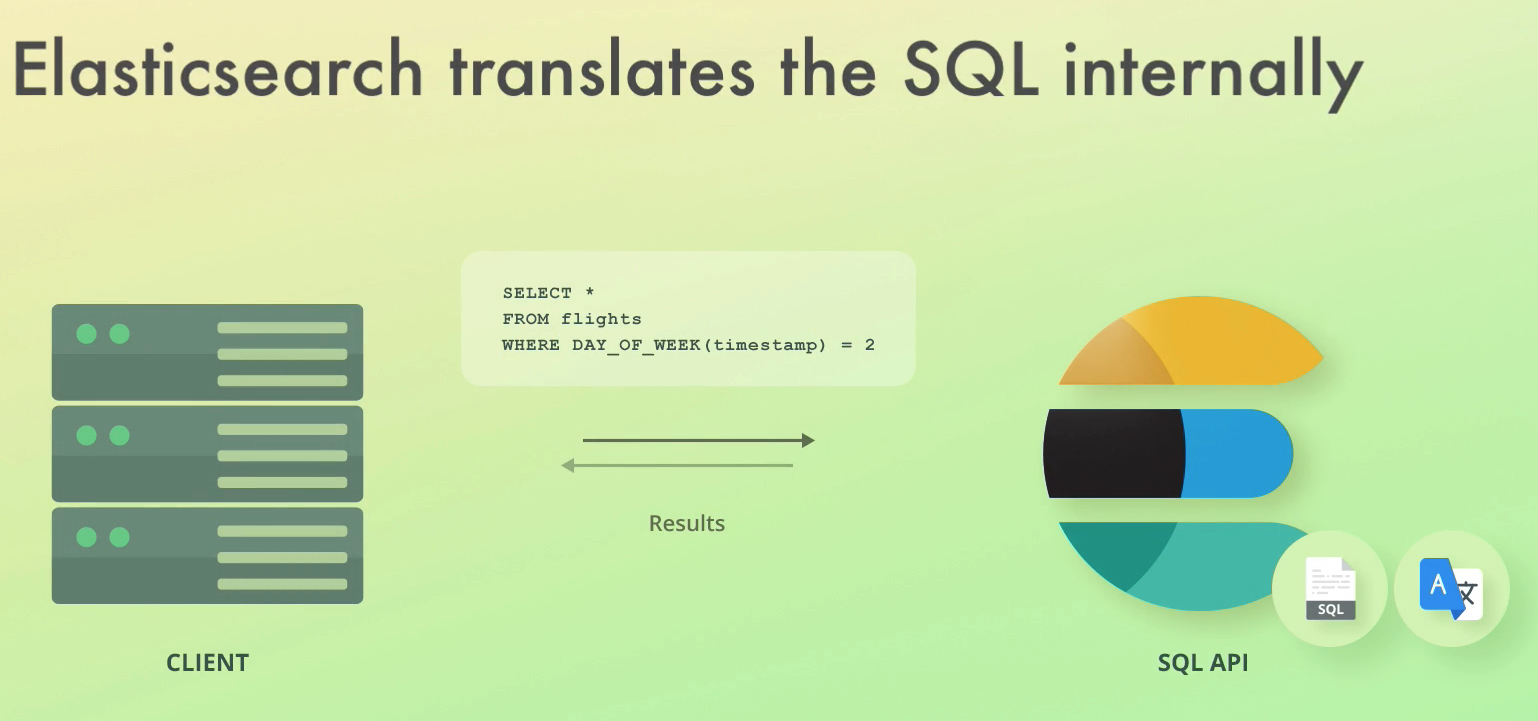 Elasticsearch translates the SQL internally
SELECT *
FROM flights
WHERE DAY_OF_WEEK(timestamp) = 2
Results
SQL
A 文
CLIENT
SQL API